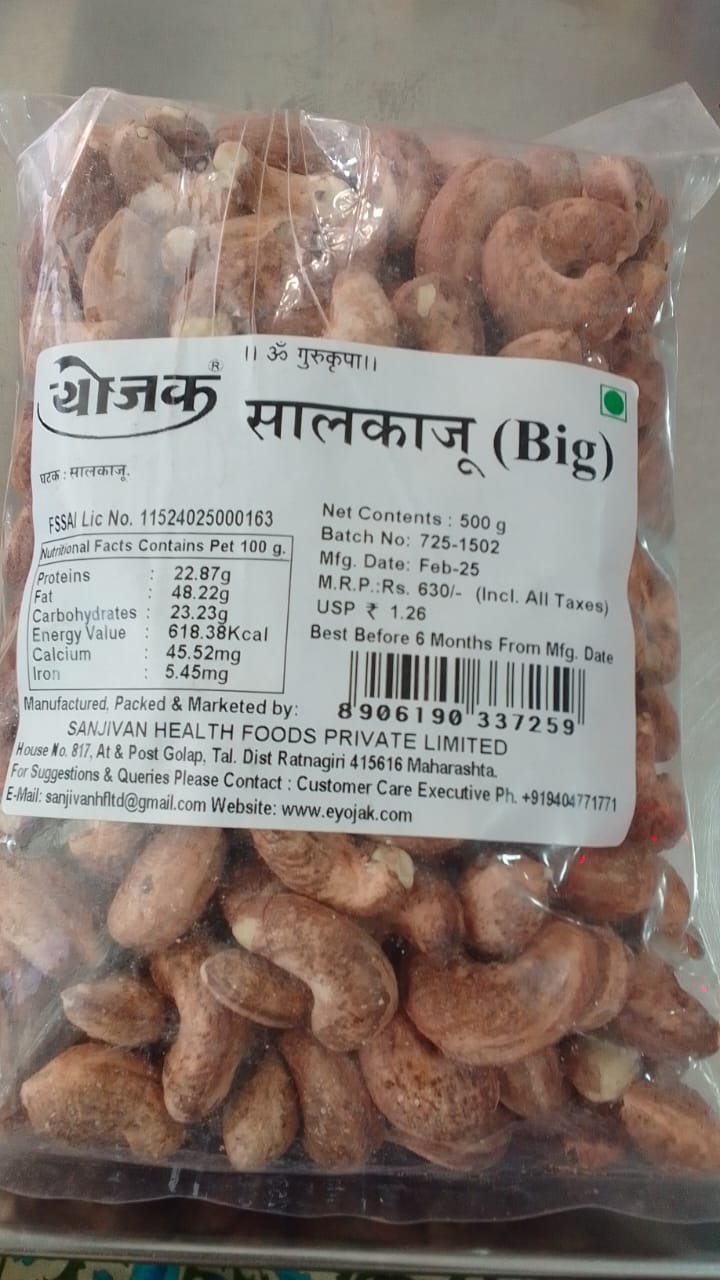 ।। ॐ गुरुकृपा।।
योजक ®
सालकाजू (Big)
घटक : सालकाजू.
FSSAI Lic No. 11524025000163
Nutritional Facts Contains Pet 100 g.
Proteins : 22.87g
Fat : 48.22g
Carbohydrates : 23.23g
Energy Value : 618.38Kcal
Calcium : 45.52mg
Iron : 5.45mg
Net Contents : 500 g
Batch No: 725-1502
Mfg. Date: Feb-25
M.R.P.:Rs. 630/- (Incl. All Taxes)
USP ₹ 1.26
Best Before 6 Months From Mfg. Date
8906190337259
Manufactured, Packed & Marketed by:
SANJIVAN HEALTH FOODS PRIVATE LIMITED
House No. 817, At & Post Golap, Tal. Dist Ratnagiri 415616 Maharashta.
For Suggestions & Queries Please Contact : Customer Care Executive Ph. +919404771771
E-Mail: sanjivanhfltd@gmail.com Website: www.eyojak.com